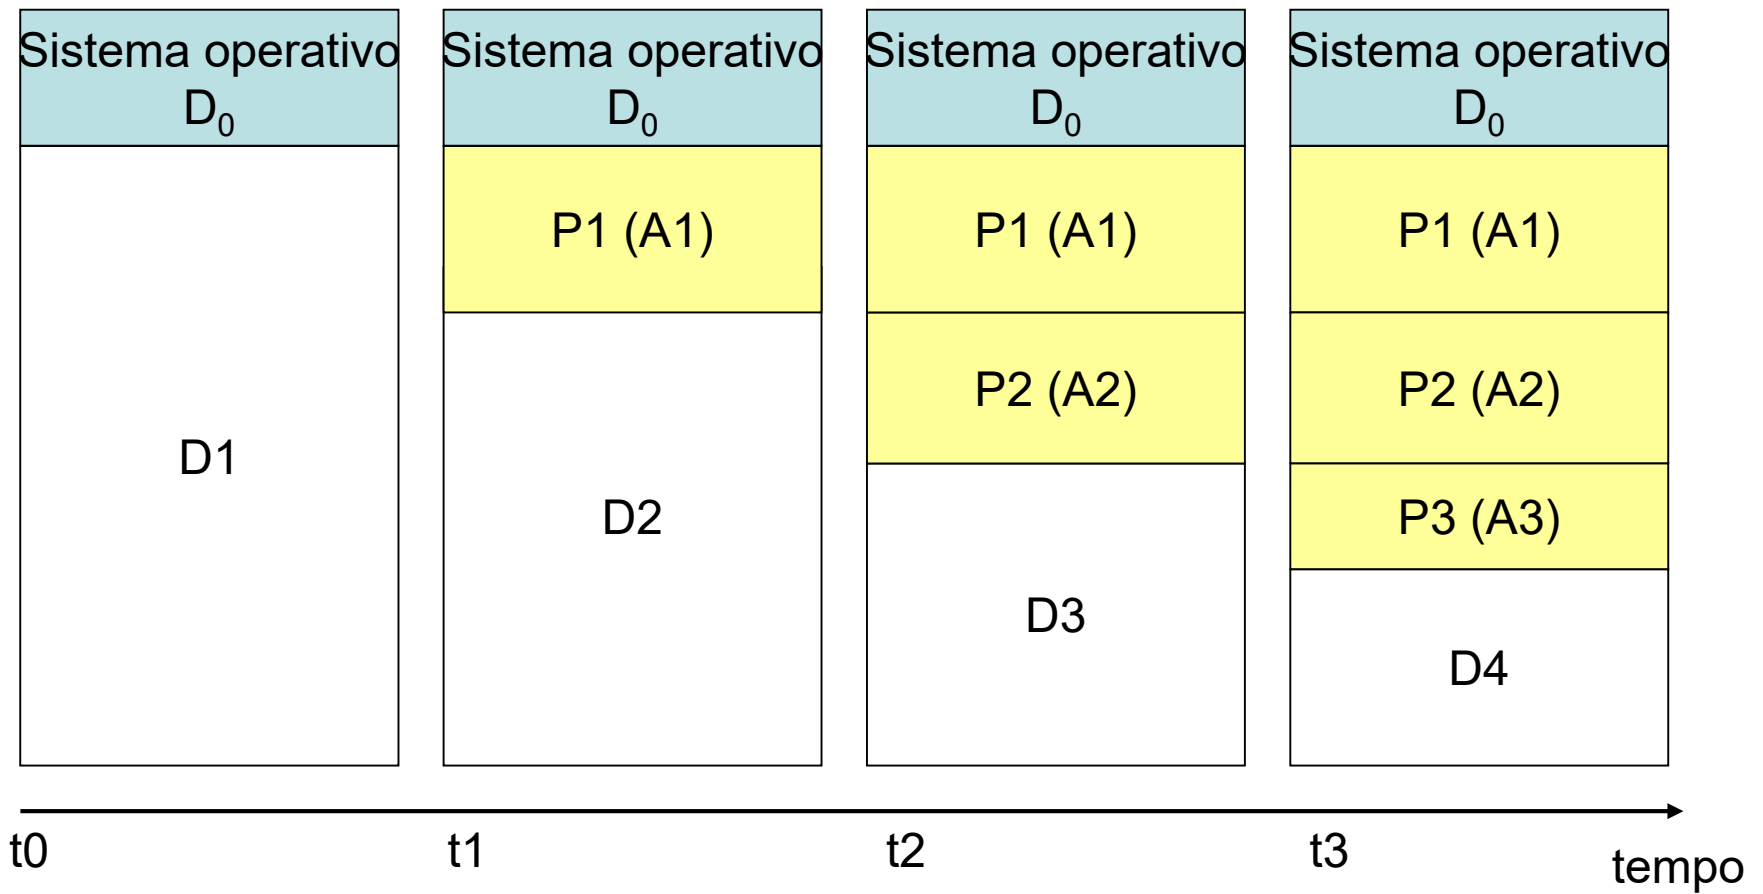 Sistema operativo
D₀
D1
Sistema operativo
D₀
P1 (A1)
D2
Sistema operativo
D₀
P1 (A1)
P2 (A2)
D3
Sistema operativo
D₀
P1 (A1)
P2 (A2)
P3 (A3)
D4
t0
t1
t2
t3
tempo